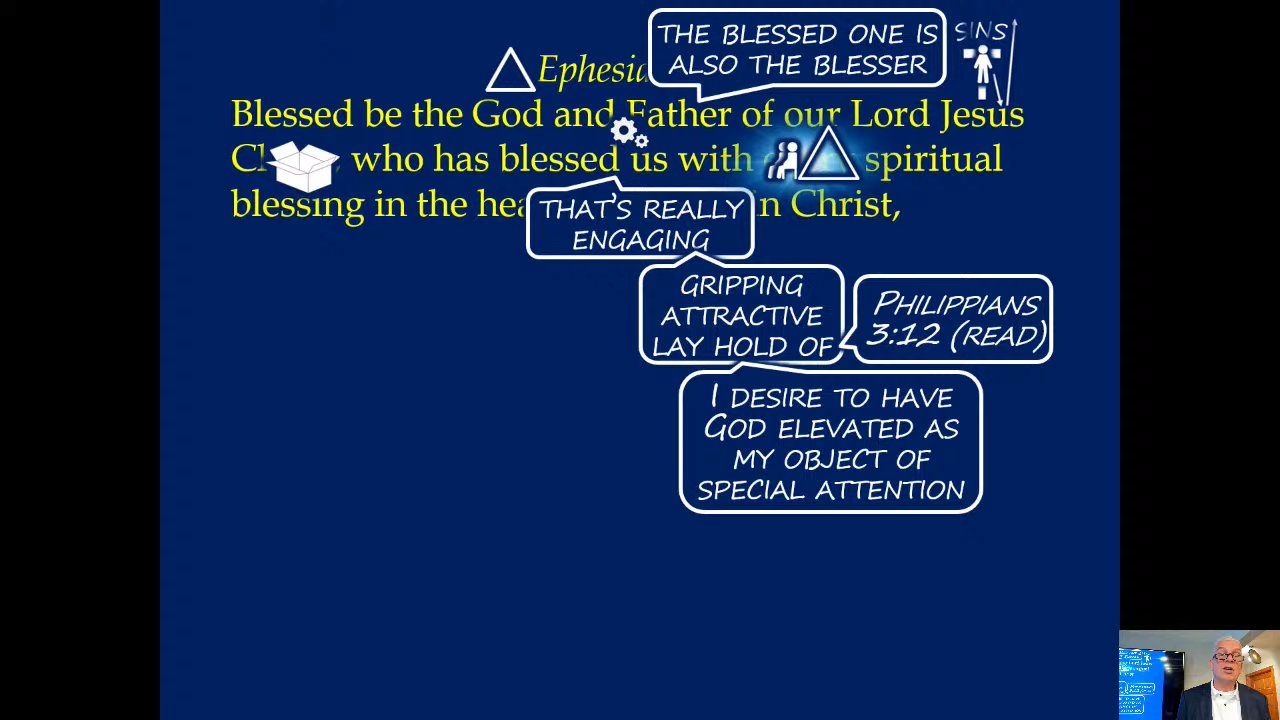 THE BLESSED ONE IS
ALSO THE BLESSER
SINS
Blessed be the God and Father of our Lord Jesus
who has blessed us with spiritual
blessing in the in Christ,
THAT'S REALLY
ENGAGING
GRIPPING
ATTRACTIVE
LAY HOLD OF
PHILIPPIANS
3:12 (READ)
I DESIRE TO HAVE
GOD ELEVATED AS
MY OBJECT OF
SPECIAL ATTENTION